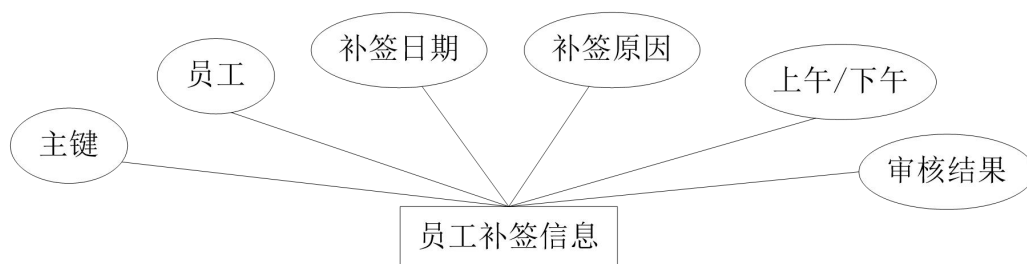 主键
员工
补签日期
补签原因
上午/下午
审核结果
员工补签信息